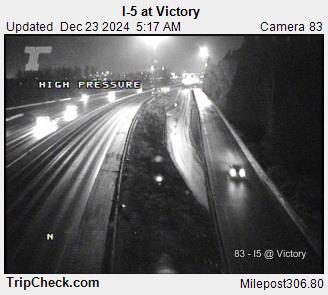 I-5 at Victory
Updated Dec 23 2024 5:17 AM Camera 83
HIGH PRESSURE
N
83 - I5 @ Victory
TripCheck.com Milepost306.80